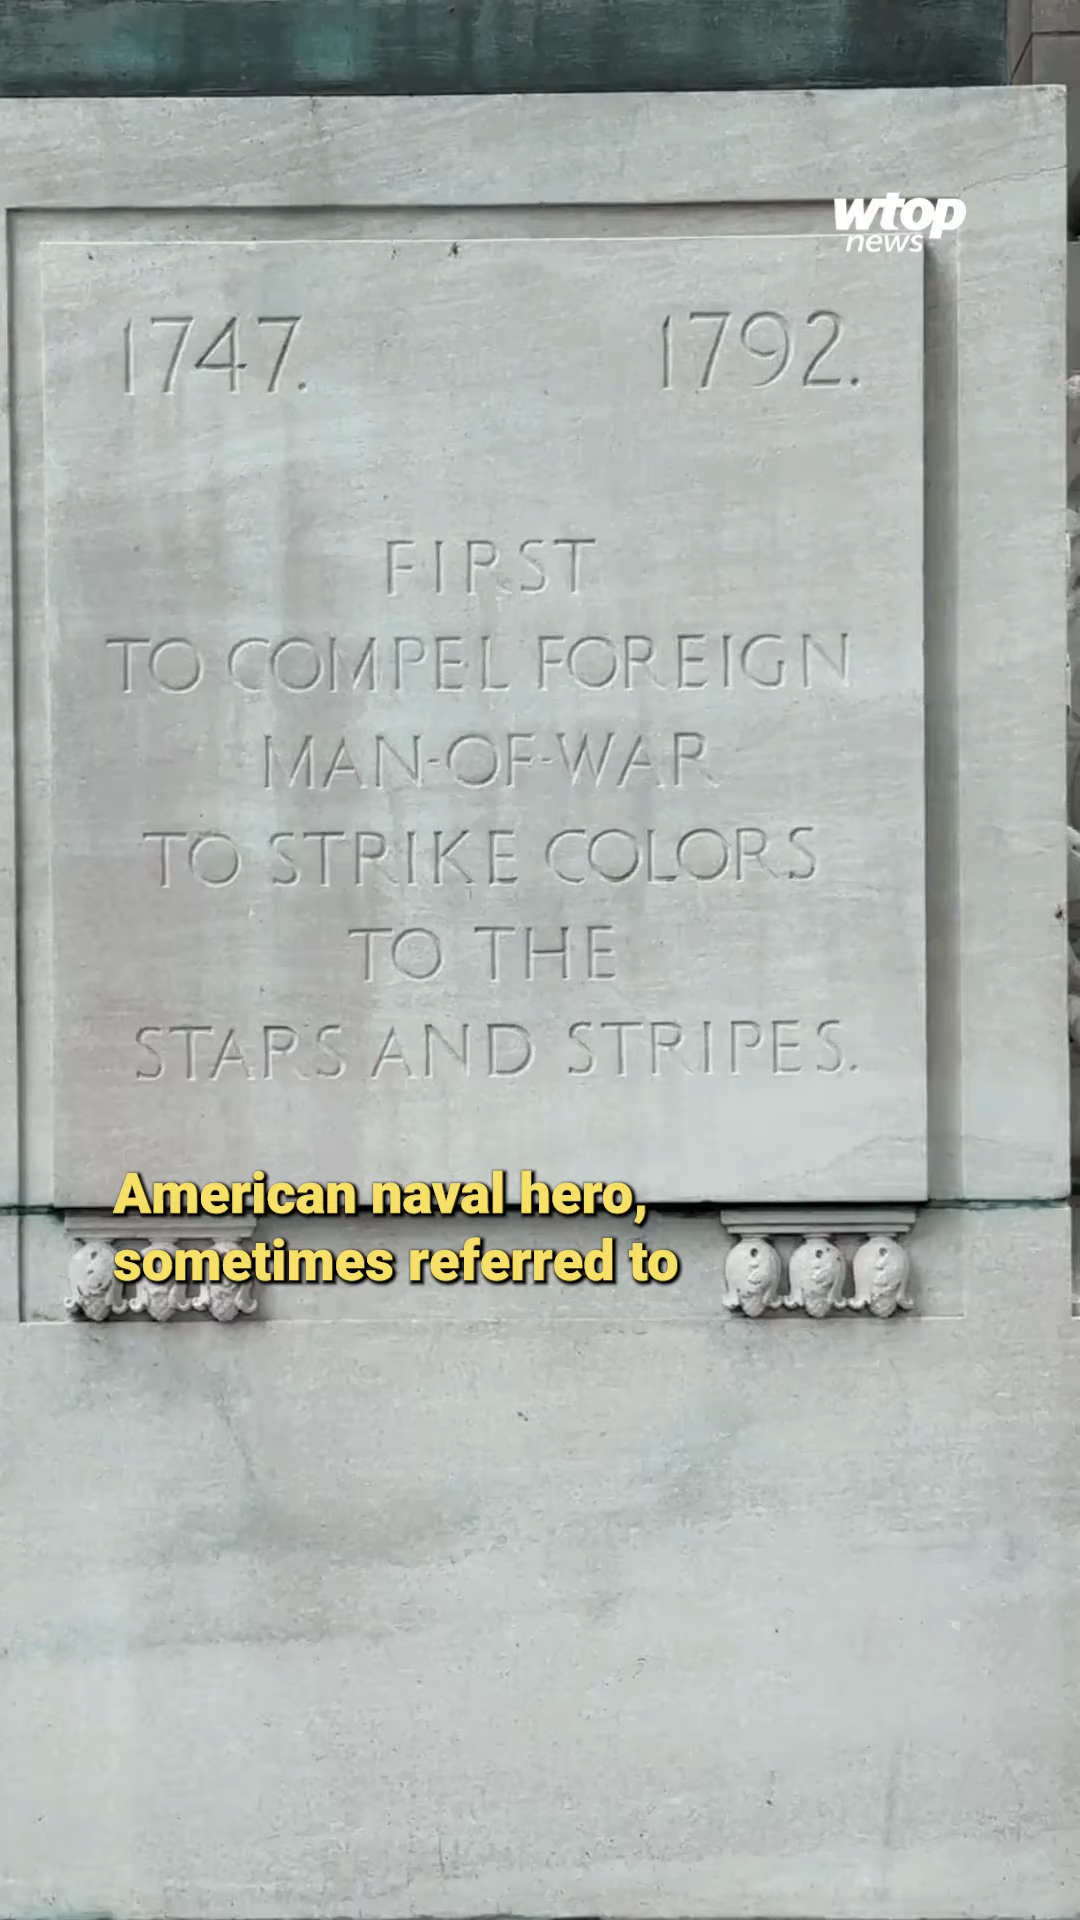 wtop
news
1747. 1792.
FIRST
TO COMPEL FOREIGN
MAN-OF-WAR
TO STRIKE COLORS
TO THE
STARS AND STRIPES.
American naval hero,
sometimes referred to